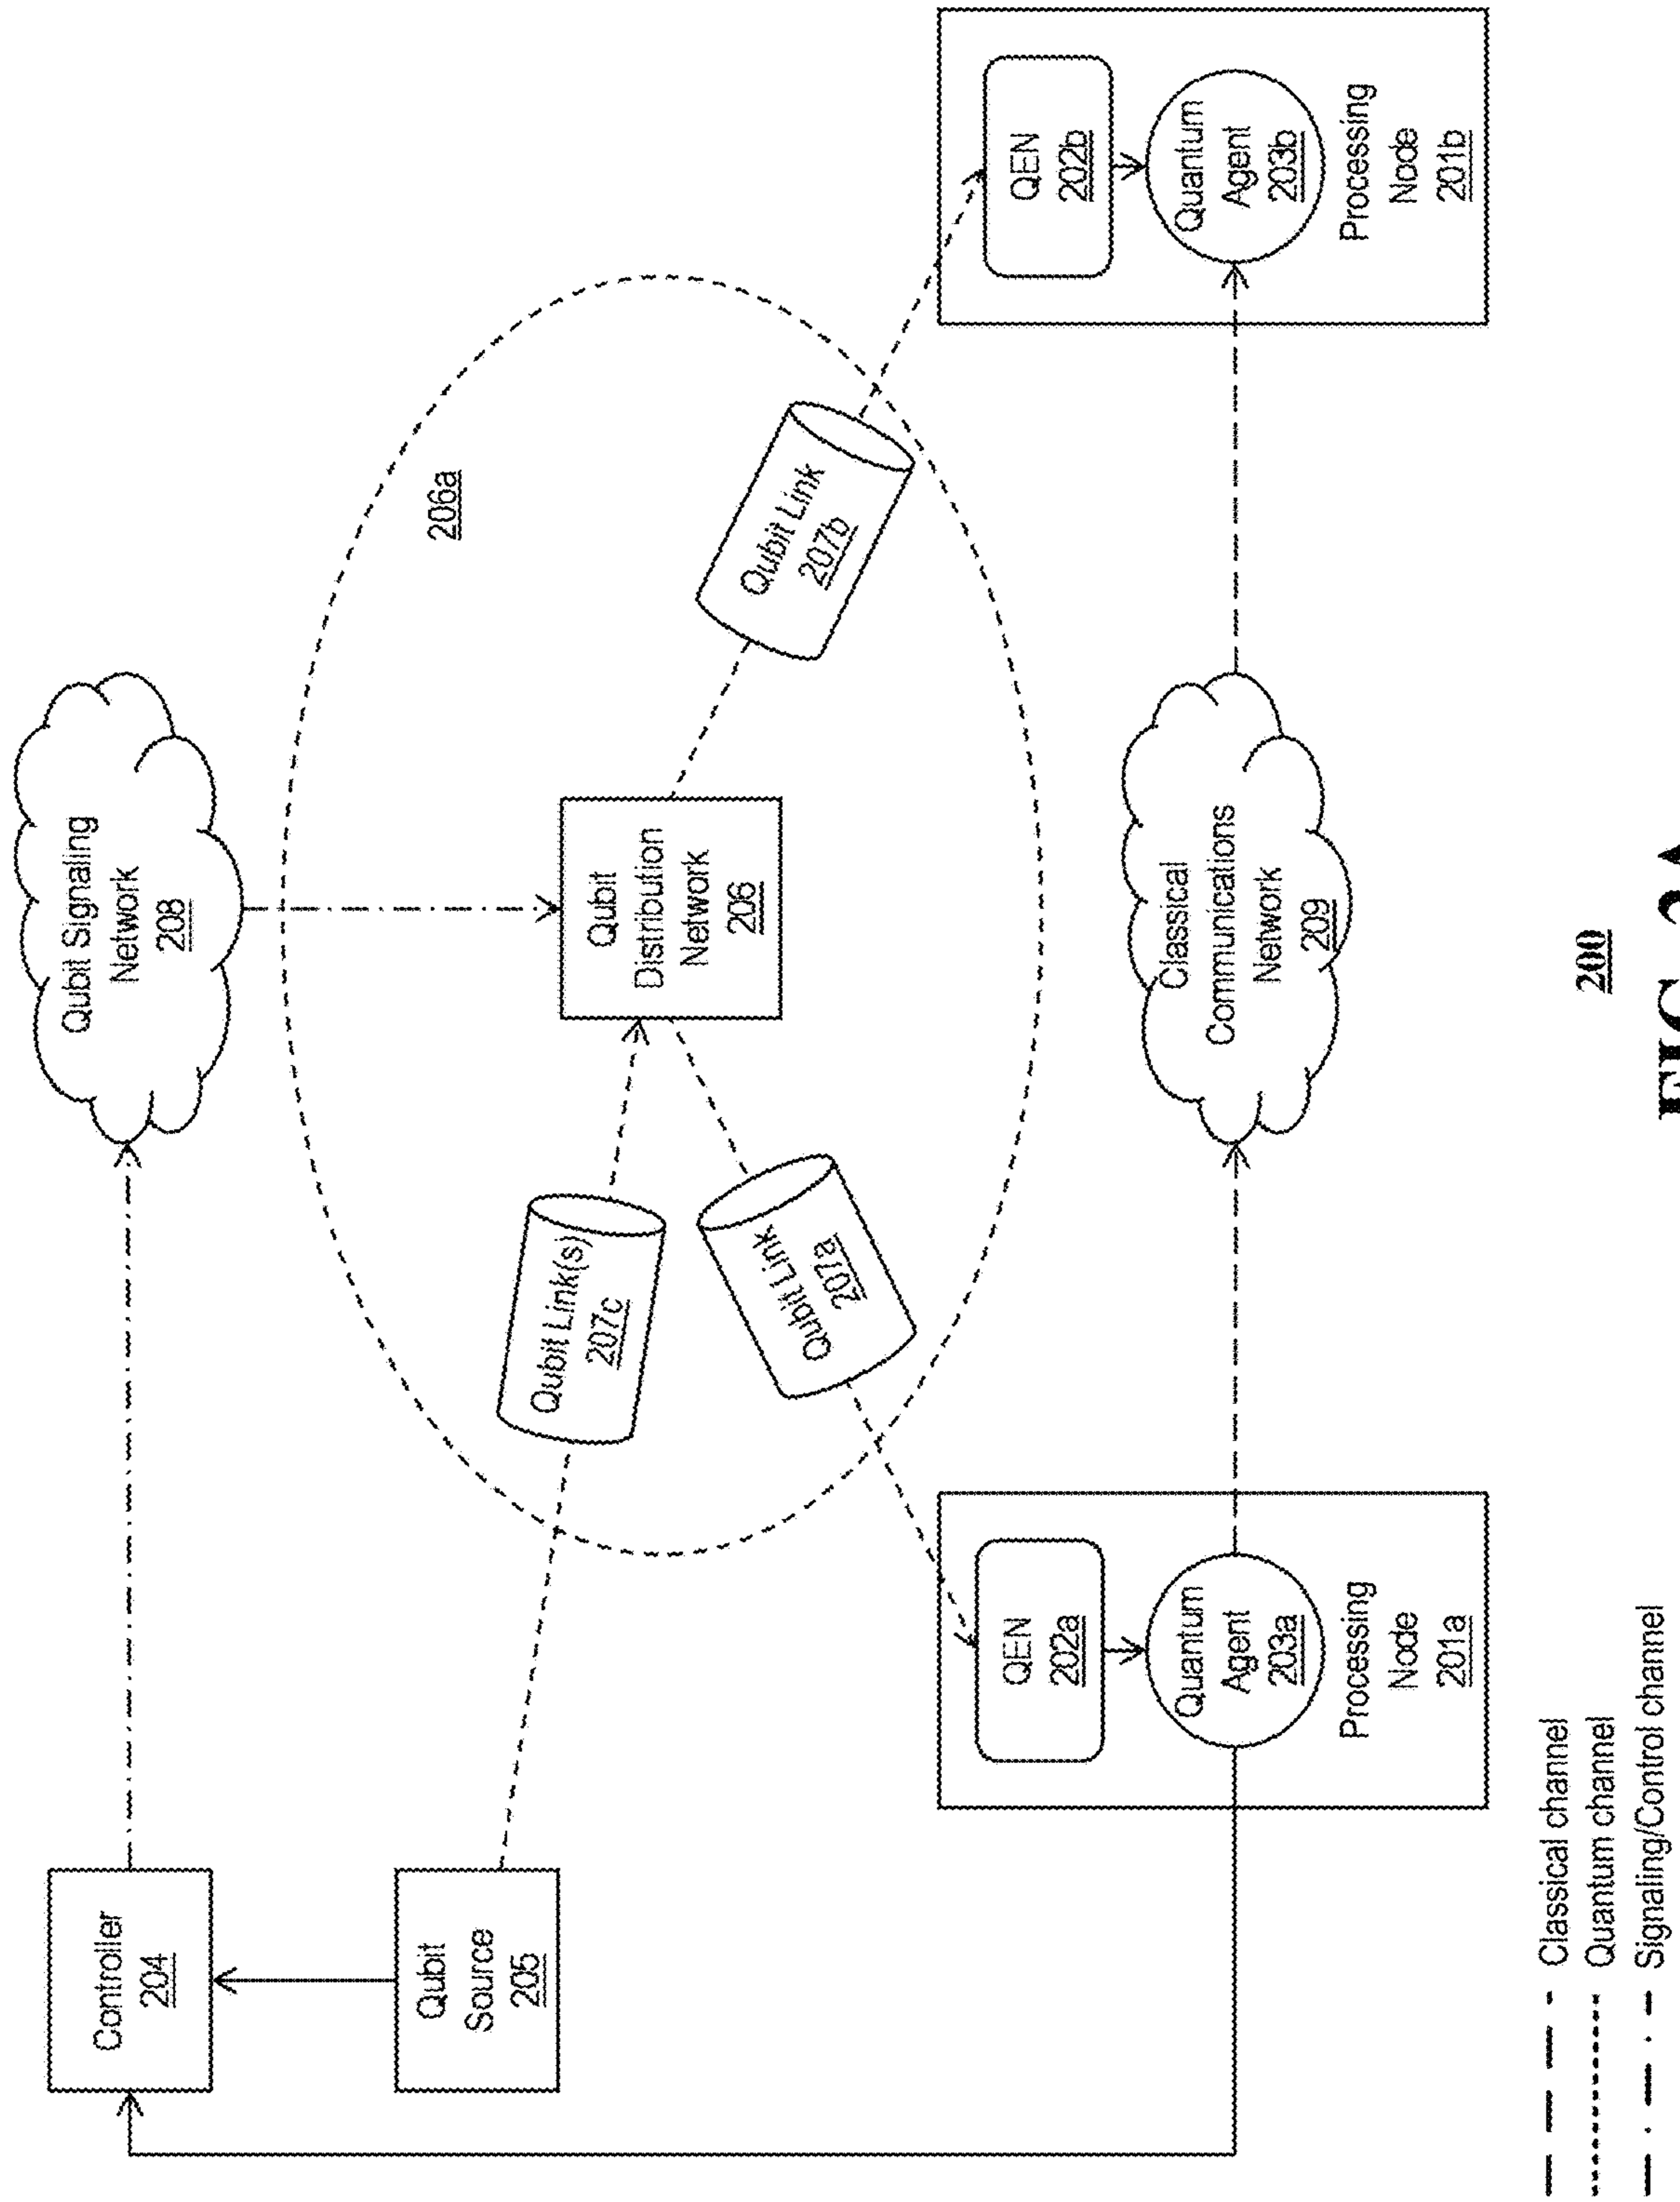 Controller
204
Qubit Signaling
Network
208
Qubit
Source
205
206a
Qubit Link(s)
207c
Qubit
Distribution
Network
206
Qubit Link
207a
Qubit Link
207b
QEN
202a
Quantum
Agent
203a
Processing
Node
201a
Classical
Communications
Network
209
QEN
202b
Quantum
Agent
203b
Processing
Node
201b
Classical channel
Quantum channel
Signaling/Control channel
200